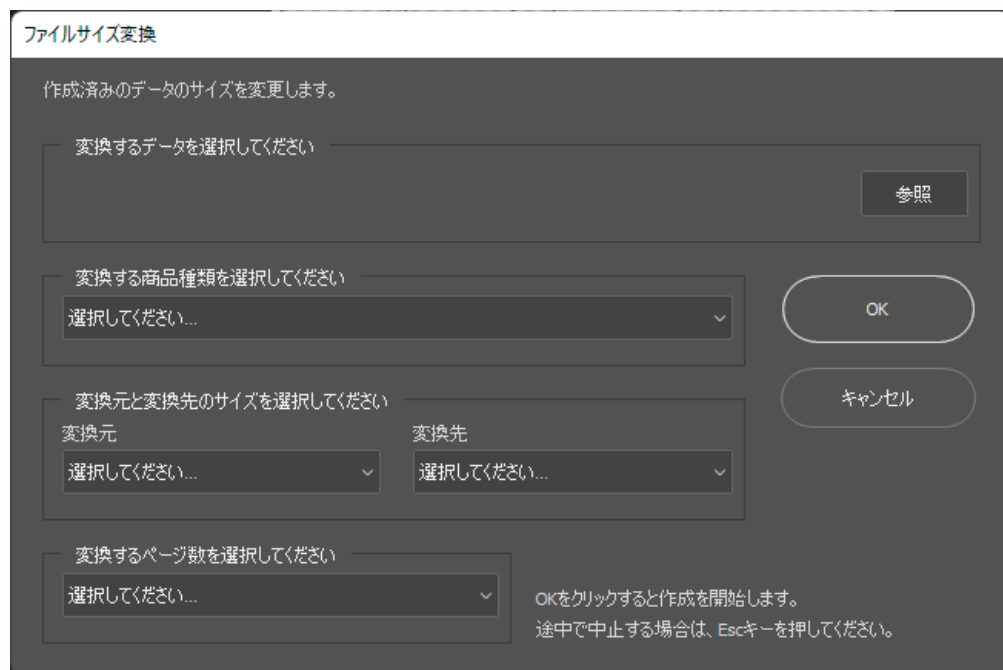 ファイルサイズ変換
作成済みのデータのサイズを変更します。
変換するデータを選択してください
参照
変換する商品種類を選択してください
選択してください...
OK
変換元と変換先のサイズを選択してください
キャンセル
変換元
変換先
選択してください...
選択してください...
変換するページ数を選択してください
選択してください...
OKをクリックすると作成を開始します。
途中で中止する場合は、Escキーを押してください。